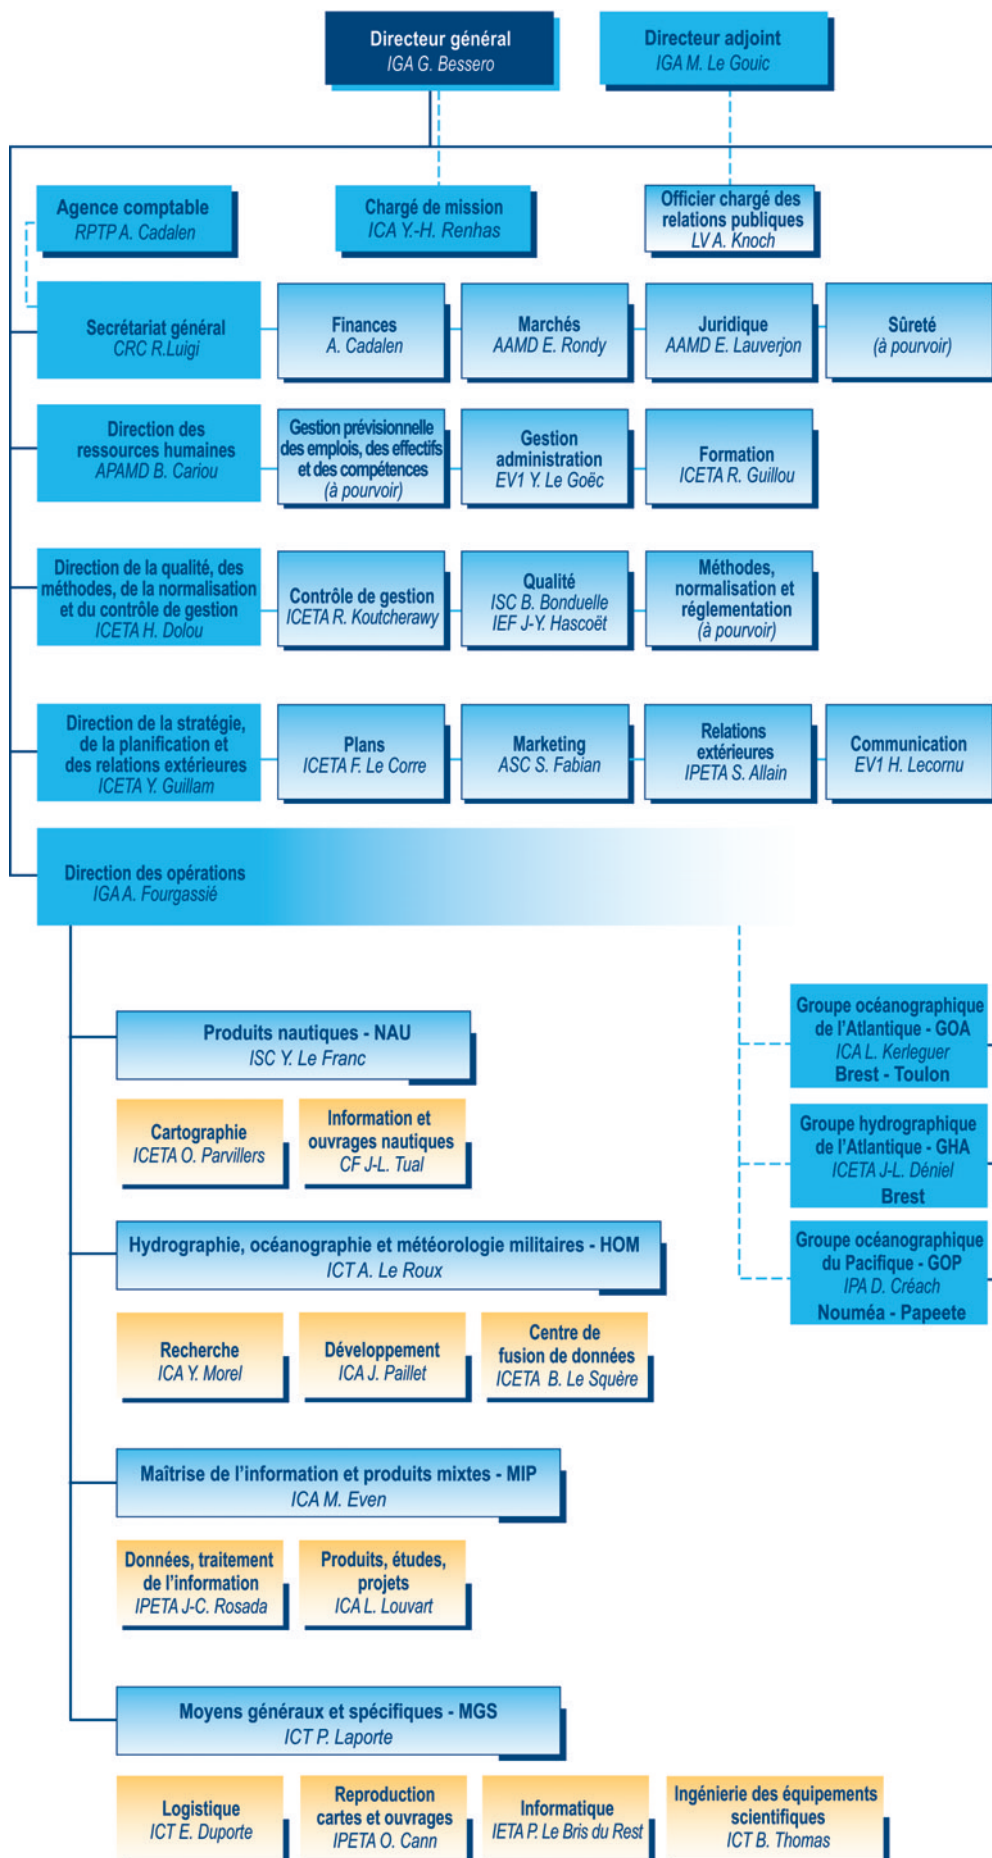 Directeur général
IGA G. Bessero
Directeur adjoint
IGA M. Le Gouic
Agence comptable
RPTP A. Cadalen
Chargé de mission
ICA Y.-H. Renhas
Officier chargé des
relations publiques
LV A. Knoch
Secrétariat général
CRC R.Luigi
Finances
A. Cadalen
Marchés
AAMD E. Rondy
Juridique
AAMD E. Lauverjon
Sûreté
(à pourvoir)
Direction des
ressources humaines
APAMD B. Cariou
Gestion prévisionnelle
des emplois, des effectifs
et des compétences
(à pourvoir)
Gestion
administration
EV1 Y. Le Goëc
Formation
ICETA R. Guillou
Direction de la qualité, des
méthodes, de la normalisation
et du contrôle de gestion
ICETA H. Dolou
Contrôle de gestion
ICETA R. Koutcherawy
Qualité
ISC B. Bonduelle
IEF J-Y. Hascoët
Méthodes,
normalisation et
réglementation
(à pourvoir)
Direction de la stratégie,
de la planification et
des relations extérieures
ICETA Y. Guillam
Plans
ICETA F. Le Corre
Marketing
ASC S. Fabian
Relations
extérieures
IPETA S. Allain
Communication
EV1 H. Lecornu
Direction des opérations
IGA A. Fourgassié
Groupe océanographique
de l'Atlantique - GOA
ICA L. Kerleguer
Brest - Toulon
Groupe hydrographique
de l'Atlantique - GHA
ICETA J-L. Déniel
Brest
Groupe océanographique
du Pacifique - GOP
IPA D. Créach
Nouméa - Papeete
Produits nautiques - NAU
ISC Y. Le Franc
Cartographie
ICETA O. Parvillers
Information et
ouvrages nautiques
CF J-L. Tual
Hydrographie, océanographie et météorologie militaires - HOM
ICT A. Le Roux
Recherche
ICA Y. Morel
Développement
ICA J. Paillet
Centre de
fusion de données
ICETA B. Le Squère
Maîtrise de l'information et produits mixtes - MIP
ICA M. Even
Données, traitement
de l'information
IPETA J-C. Rosada
Produits, études,
projets
ICA L. Louvart
Moyens généraux et spécifiques - MGS
ICT P. Laporte
Logistique
ICT E. Duporte
Reproduction
cartes et ouvrages
IPETA O. Cann
Informatique
IETA P. Le Bris du Rest
Ingénierie des équipements
scientifiques
ICT B. Thomas